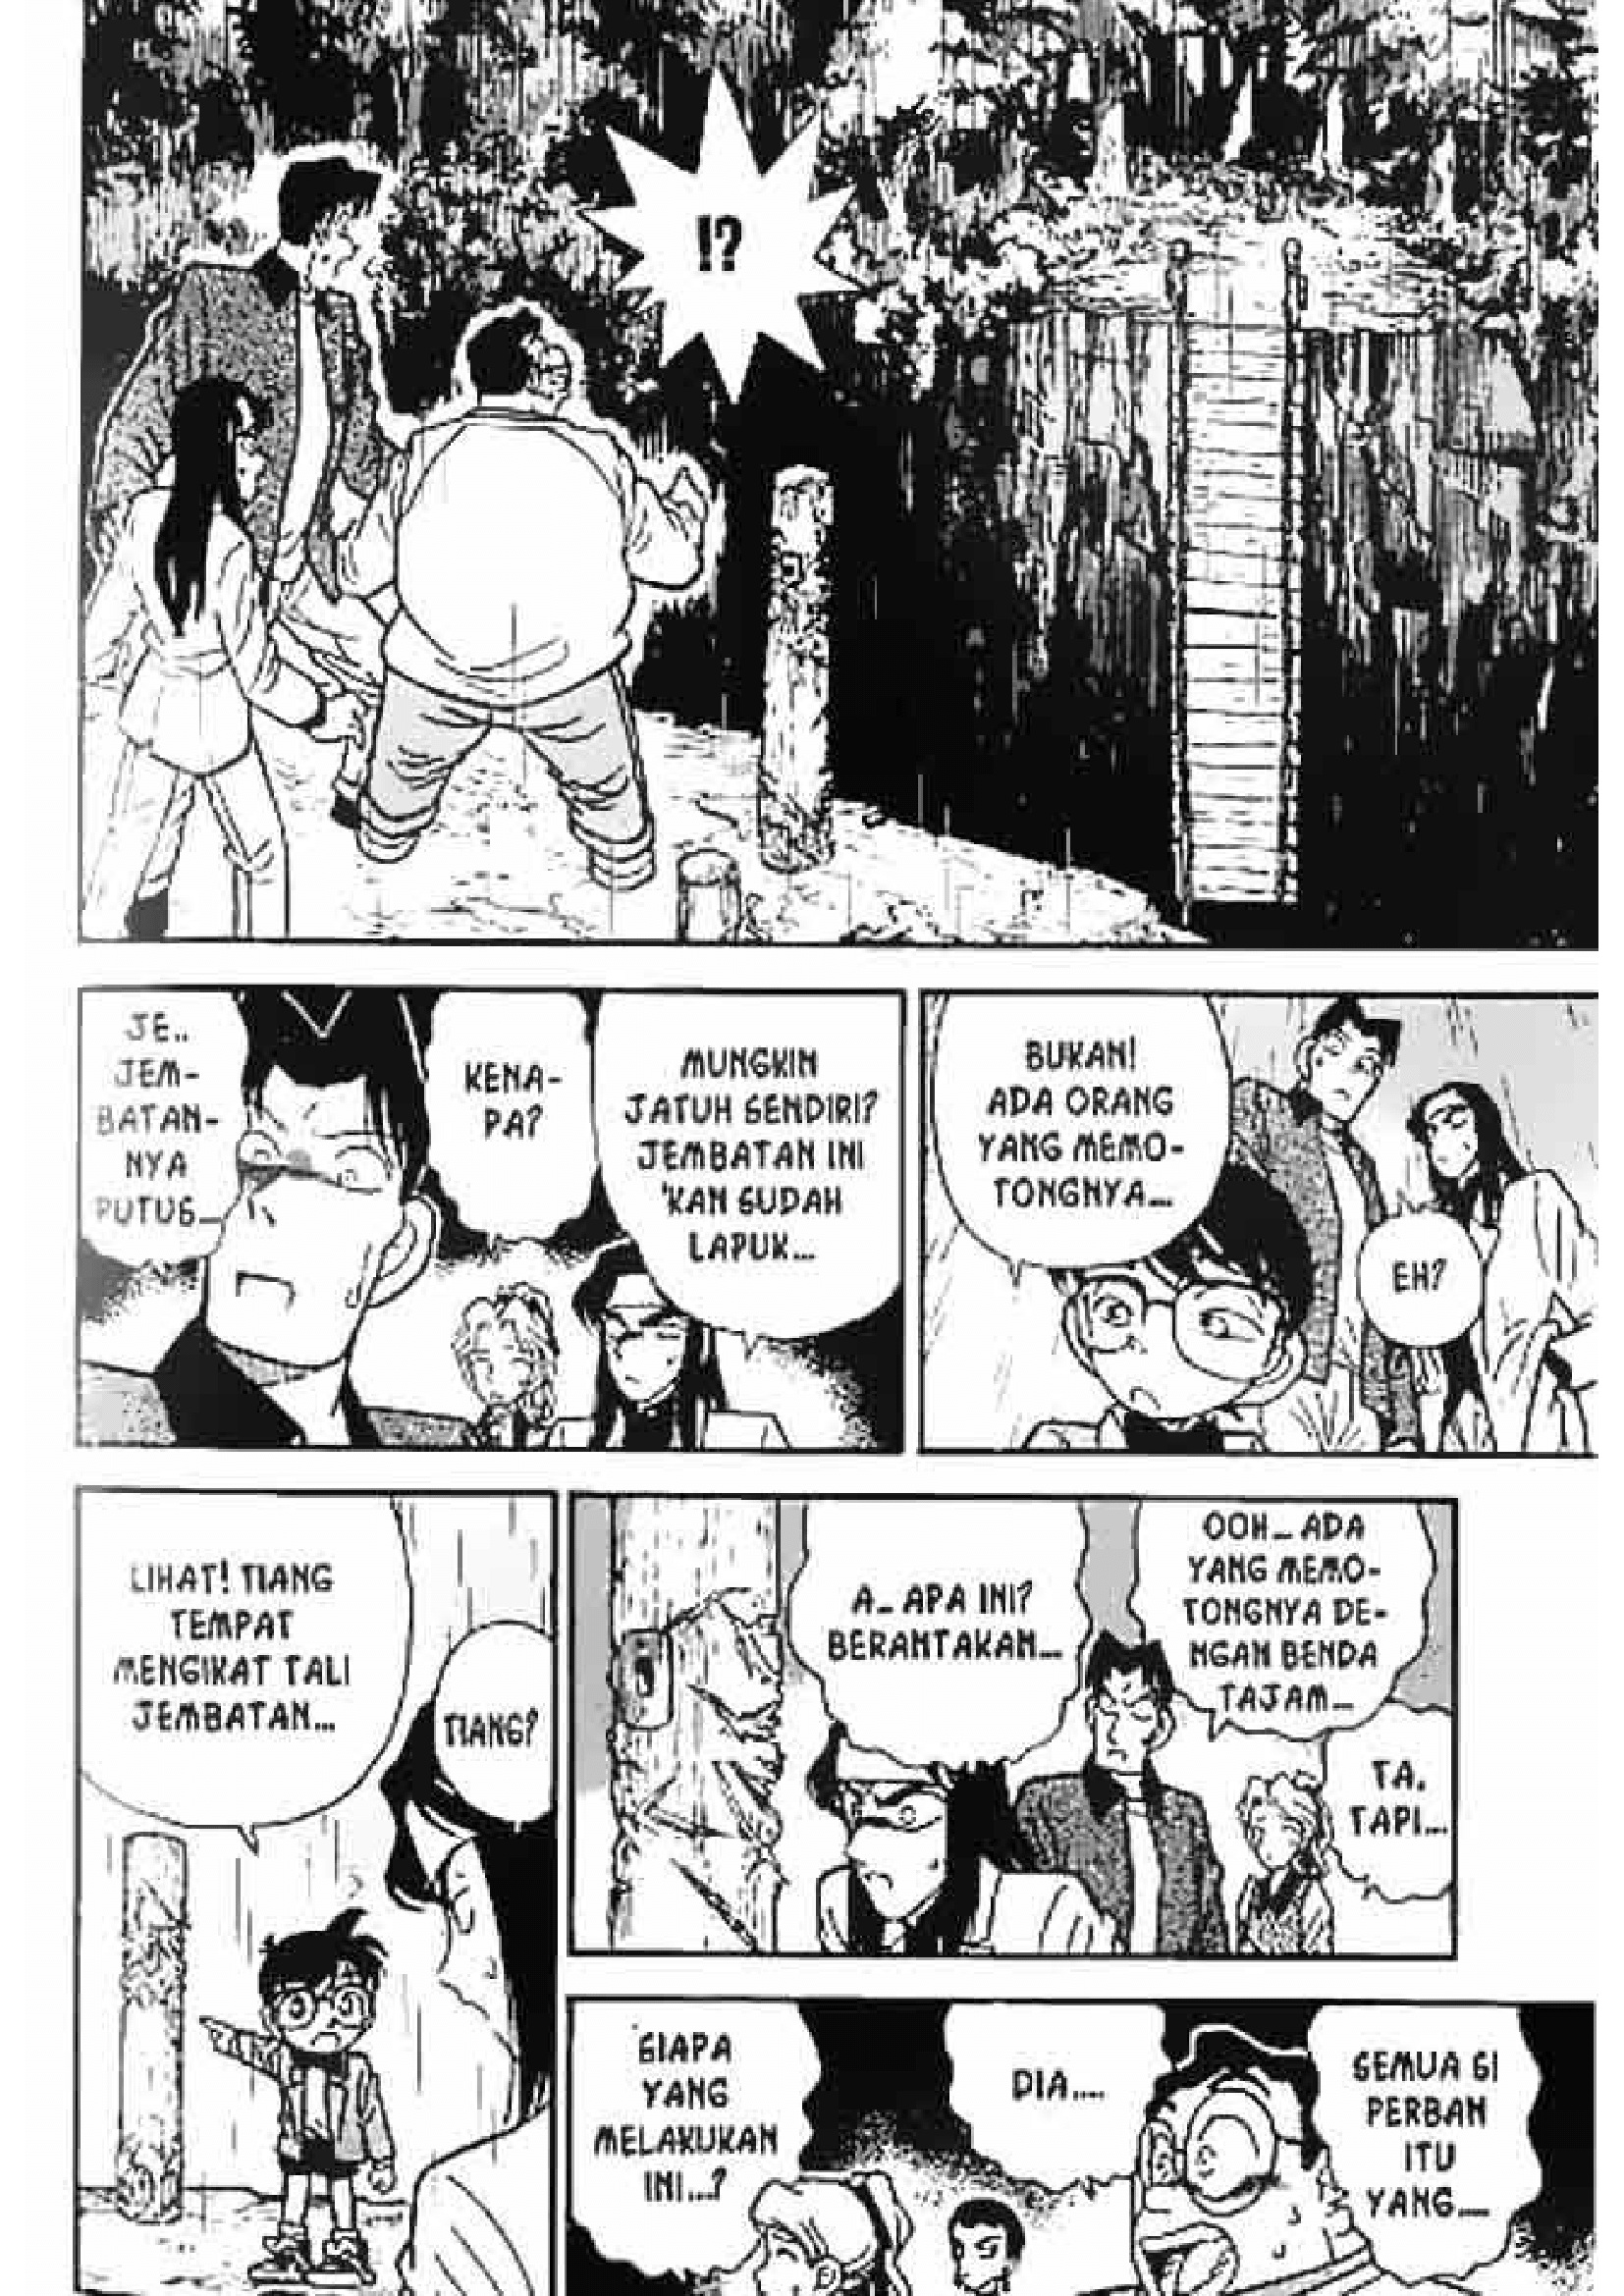 !?
JE..
JEM-
BATAN-
NYA
PUTUS...
KENA-
PA?
MUNGKIN
JATUH SENDIRI?
JEMBATAN INI
'KAN SUDAH
LAPUK...
BUKAN!
ADA ORANG
YANG MEMO-
TONGNYA...
EH?
LIHAT! TIANG
TEMPAT
MENGIKAT TALI
JEMBATAN...
TIANG?
A... APA INI?
BERANTAKAN...
OOH... ADA
YANG MEMO-
TONGNYA DE-
NGAN BENDA
TAJAM...
TA,
TAPI...
SIAPA
YANG
MELAKUKAN
INI...?
DIA....
SEMUA SI
PERBAN
ITU
YANG....